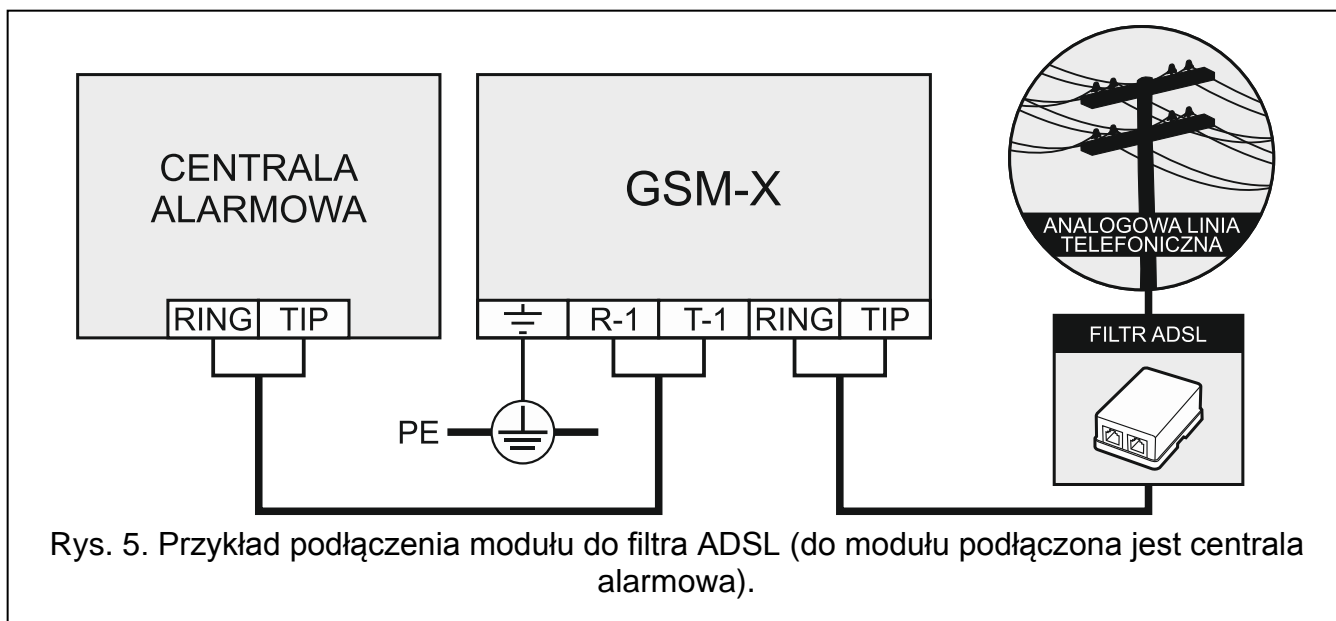 CENTRALA
ALARMOWA
RING TIP
GSM-X
R-1 T-1 RING TIP
PE
ANALOGOWA LINIA
TELEFONICZNA
FILTR ADSL
Rys. 5. Przykład podłączenia modułu do filtra ADSL (do modułu podłączona jest centrala
alarmowa).